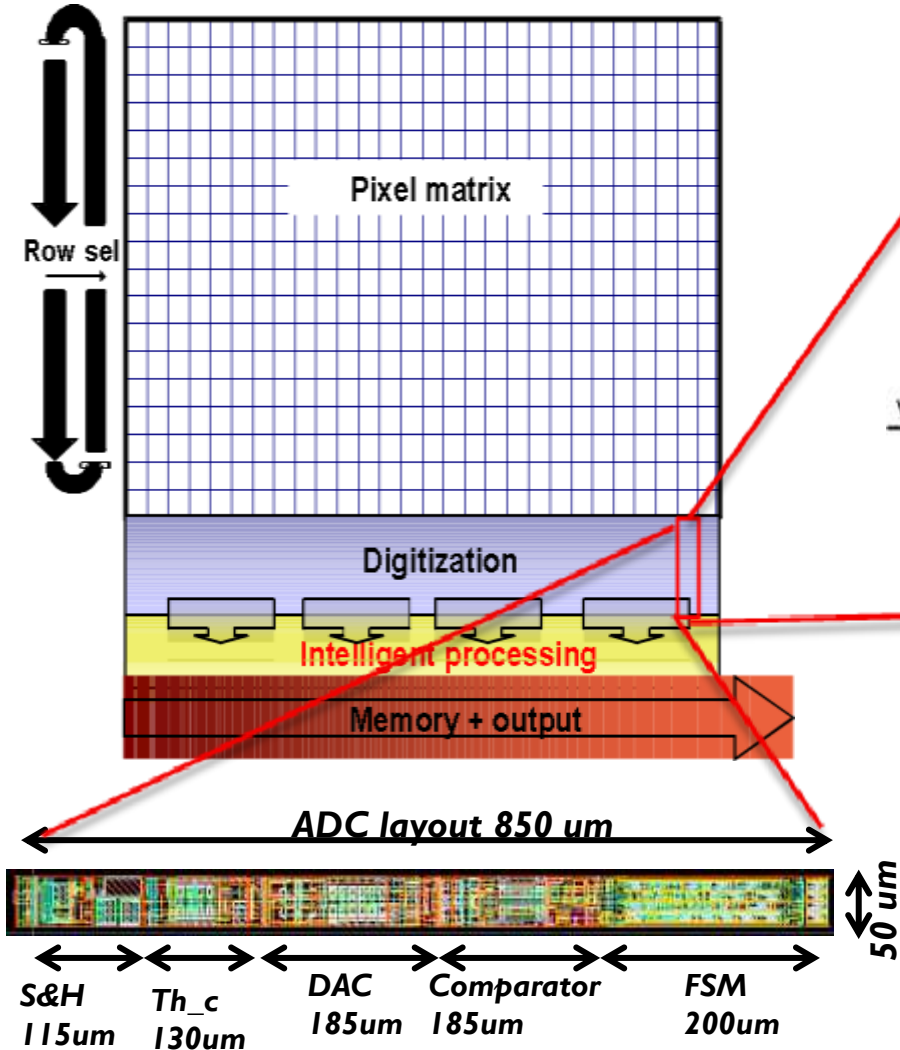 Pixel matrix
Row sel
Digitization
Intelligent processing
Memory + output
ADC layout 850 um
50 um
S&H
115um
Th_c
130um
DAC
185um
Comparator
185um
FSM
200um